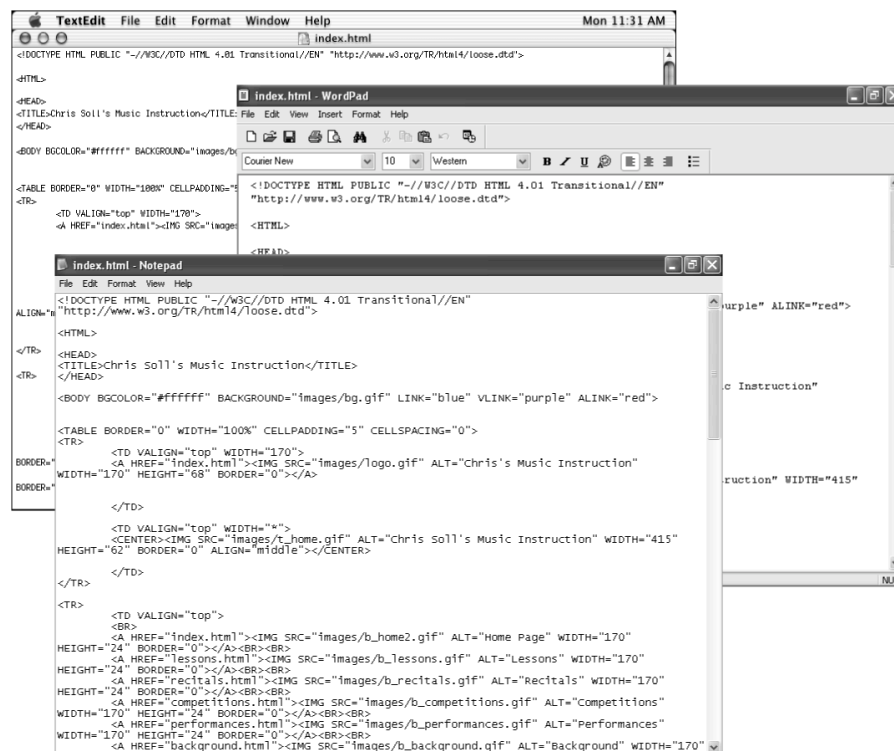 TextEdit File Edit Format Window Help Mon 11:31 AM
index.html
<!DOCTYPE HTML PUBLIC "-//W3C//DTD HTML 4.01 Transitional//EN" "http://www.w3.org/TR/html4/loose.dtd">
<HTML>
<HEAD>
<TITLE>Chris Soll's Music Instruction</TITLE>
</HEAD>
<BODY BGCOLOR="#ffffff" BACKGROUND="images/bg
<TABLE BORDER="0" WIDTH="100%" CELLPADDING="5
<TR>
<TD VALIGN="top" WIDTH="170">
<A HREF="index.html"><IMG SRC="images
ALIGN="m
</TR>
<TR>
BORDER="
BORDER="
index.html - WordPad
File Edit View Insert Format Help
Courier New 10 Western B / U
<!DOCTYPE HTML PUBLIC "-//W3C//DTD HTML 4.01 Transitional//EN"
"http://www.w3.org/TR/html4/loose.dtd">
<HTML>
<HEAD>
urple" ALINK="red">
c Instruction"
ruction" WIDTH="415"
NU
index.html - Notepad
File Edit Format View Help
<!DOCTYPE HTML PUBLIC "-//W3C//DTD HTML 4.01 Transitional//EN"
"http://www.w3.org/TR/html4/loose.dtd">
<HTML>
<HEAD>
<TITLE>Chris Soll's Music Instruction</TITLE>
</HEAD>
<BODY BGCOLOR="#ffffff" BACKGROUND="images/bg.gif" LINK="blue" VLINK="purple" ALINK="red">
<TABLE BORDER="0" WIDTH="100%" CELLPADDING="5" CELLSPACING="0">
<TR>
<TD VALIGN="top" WIDTH="170">
<A HREF="index.html"><IMG SRC="images/logo.gif" ALT="Chris's Music Instruction"
WIDTH="170" HEIGHT="68" BORDER="0"></A>
</TD>
<TD VALIGN="top" WIDTH="*">
<CENTER><IMG SRC="images/t_home.gif" ALT="Chris Soll's Music Instruction" WIDTH="415"
HEIGHT="62" BORDER="0" ALIGN="middle"></CENTER>
</TD>
</TR>
<TR>
<TD VALIGN="top">
<BR>
<A HREF="index.html"><IMG SRC="images/b_home2.gif" ALT="Home Page" WIDTH="170"
HEIGHT="24" BORDER="0"></A><BR><BR>
<A HREF="lessons.html"><IMG SRC="images/b_lessons.gif" ALT="Lessons" WIDTH="170"
HEIGHT="24" BORDER="0"></A><BR><BR>
<A HREF="recitals.html"><IMG SRC="images/b_recitals.gif" ALT="Recitals" WIDTH="170"
HEIGHT="24" BORDER="0"></A><BR><BR>
<A HREF="competitions.html"><IMG SRC="images/b_competitions.gif" ALT="Competitions"
WIDTH="170" HEIGHT="24" BORDER="0"></A><BR><BR>
<A HREF="performances.html"><IMG SRC="images/b_performances.gif" ALT="Performances"
WIDTH="170" HEIGHT="24" BORDER="0"></A><BR><BR>
<A HREF="background.html"><IMG SRC="images/b_background.gif" ALT="Background" WIDTH="170"